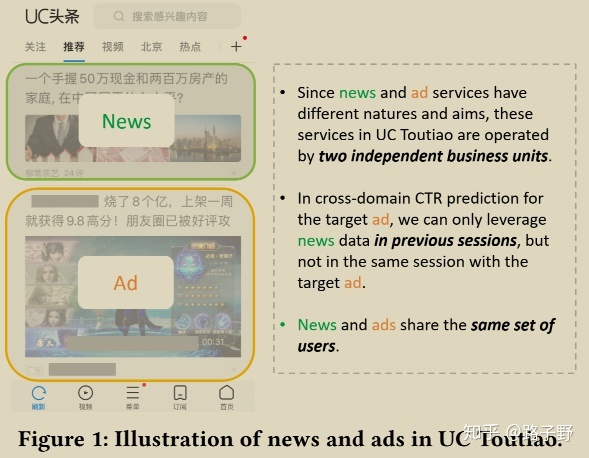 UC头条
搜索感兴趣内容
关注 推荐 视频 北京 热点 +
一个手握50万现金和两百万房产的
家庭, 在中
News
24评
烧了8个亿，上架一周
就获得9.8高分！朋友圈已被好评攻
Ad
00:31
广告
刷新 视频 菜单 订阅 首页
• Since news and ad services have
different natures and aims, these
services in UC Toutiao are operated
by two independent business units.
• In cross-domain CTR prediction for
the target ad, we can only leverage
news data in previous sessions, but
not in the same session with the
target ad.
• News and ads share the same set of
users.
知乎 @路子野
Figure 1: Illustration of news and ads in UC Toutiao.